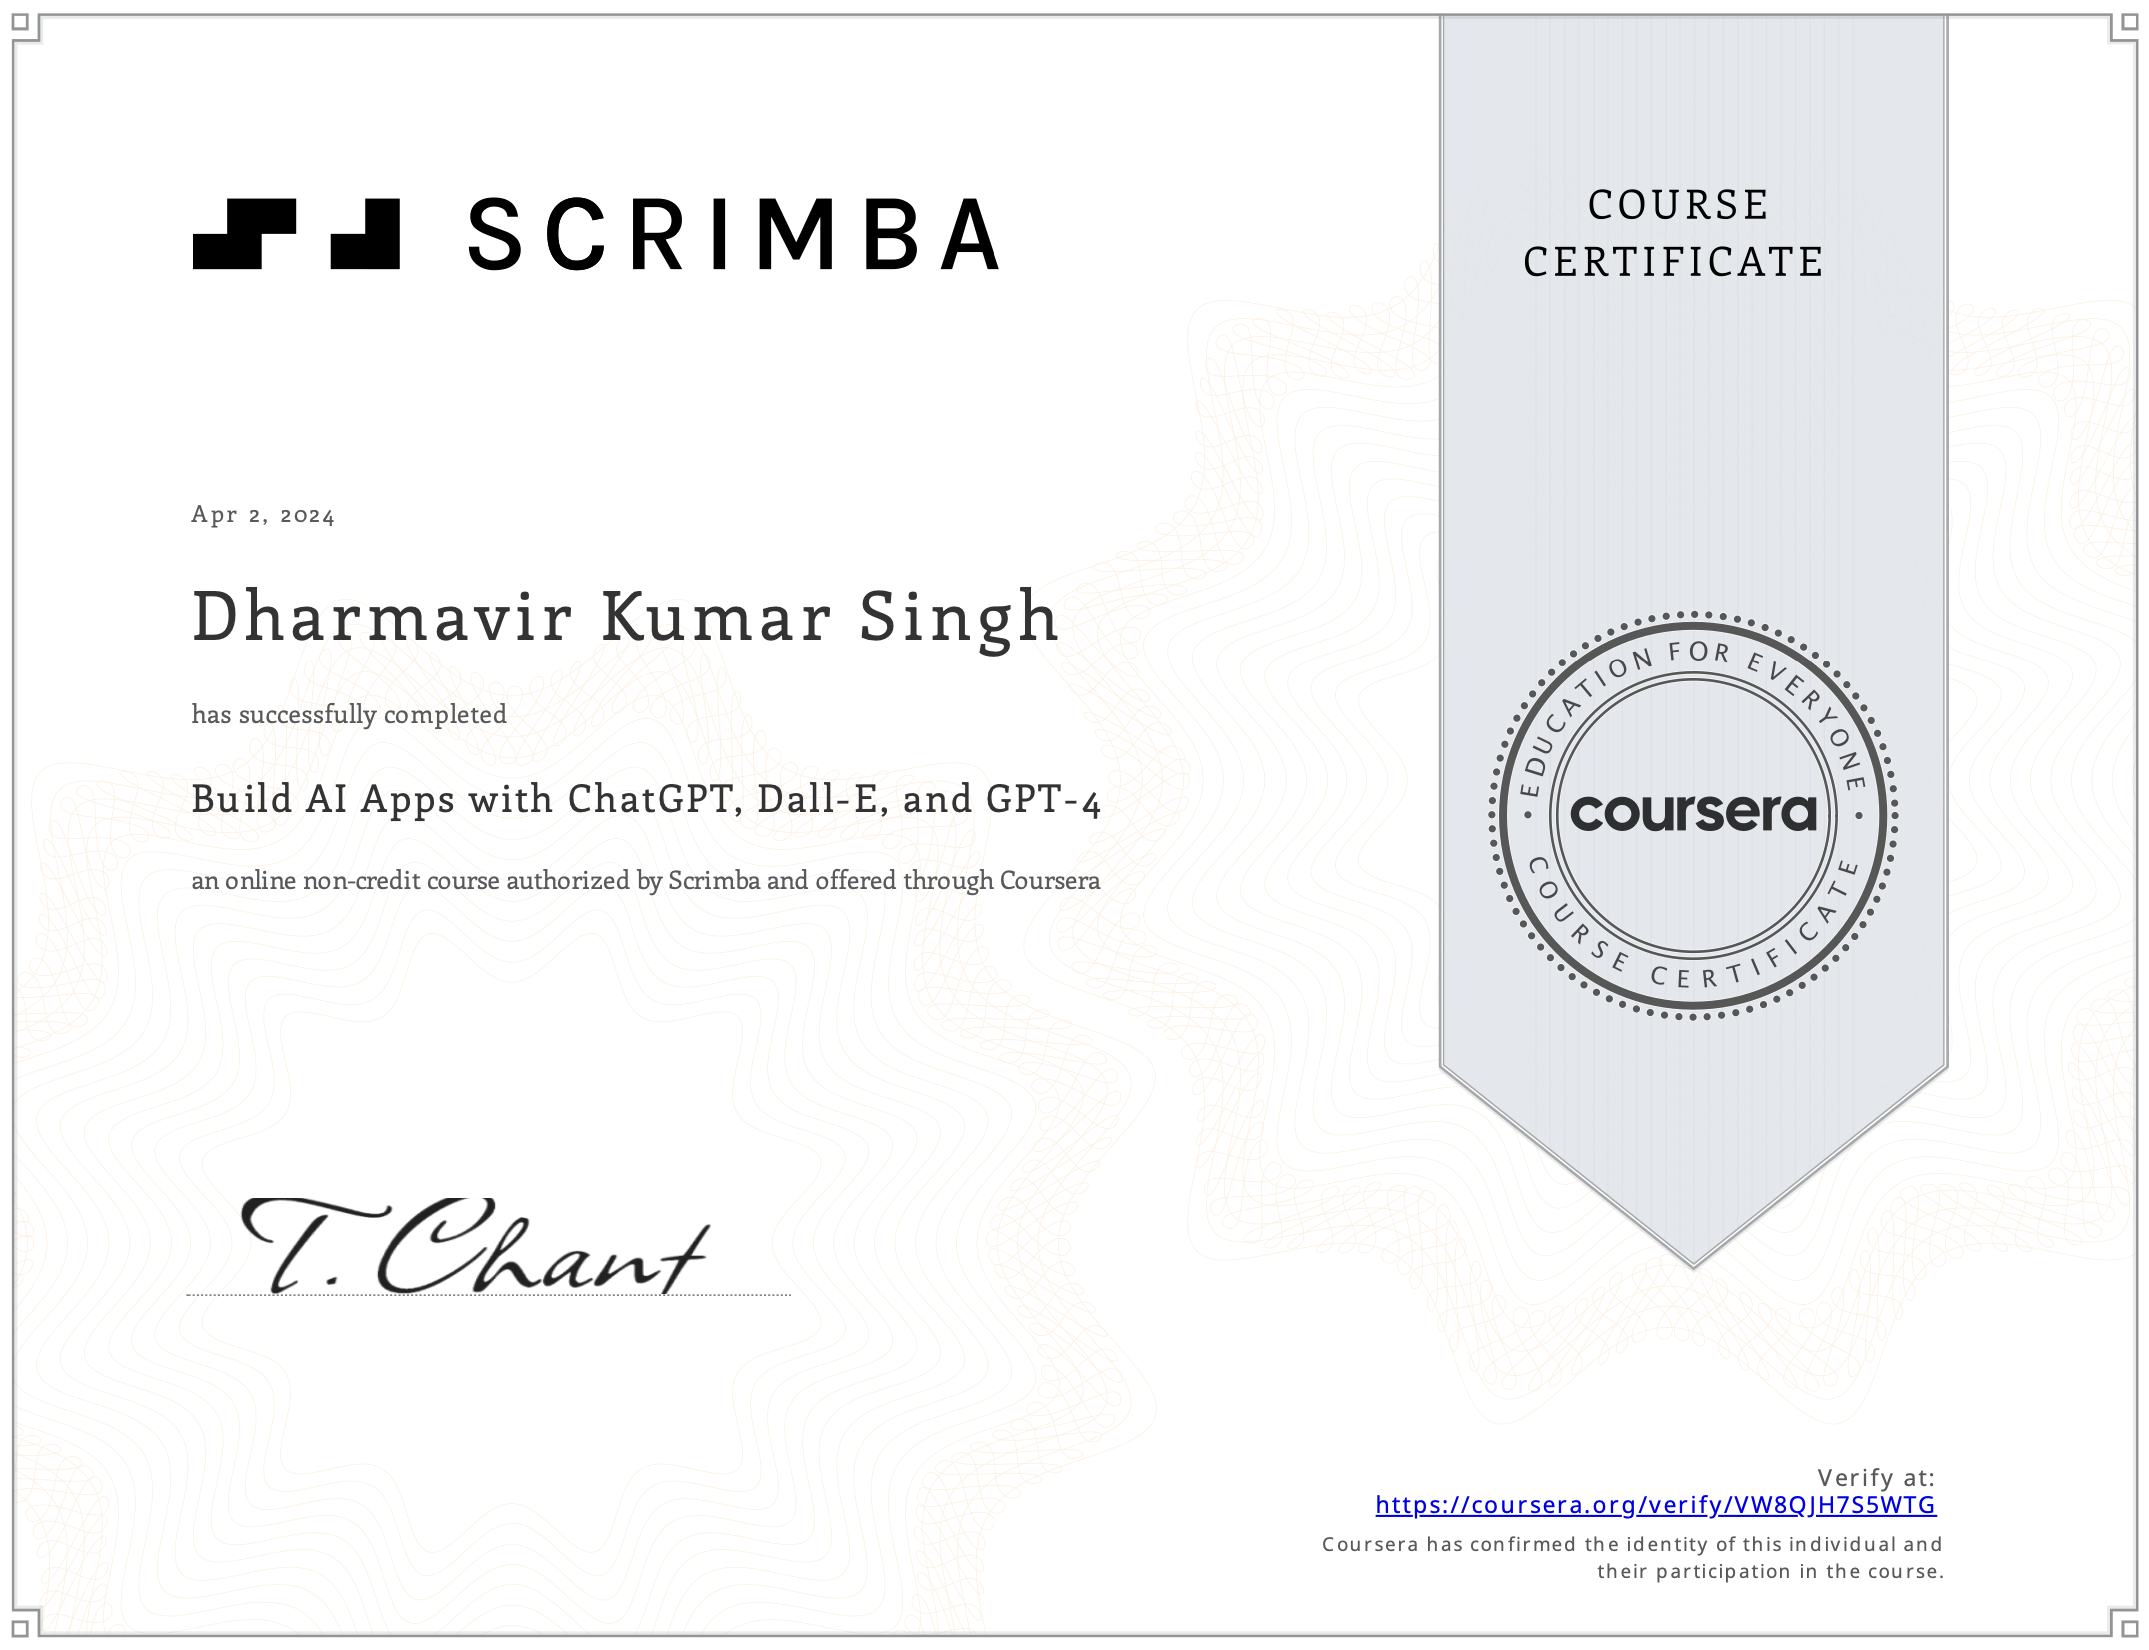 SCRIMBA
COURSE
CERTIFICATE
Apr 2, 2024
Dharmavir Kumar Singh
has successfully completed
Build AI Apps with ChatGPT, Dall-E, and GPT-4
an online non-credit course authorized by Scrimba and offered through Coursera
EDUCATION FOR EVERYONE
coursera
COURSE CERTIFICATE
T. Chant
Verify at:
https://coursera.org/verify/VW8QJH7S5WTG
Coursera has confirmed the identity of this individual and
their participation in the course.